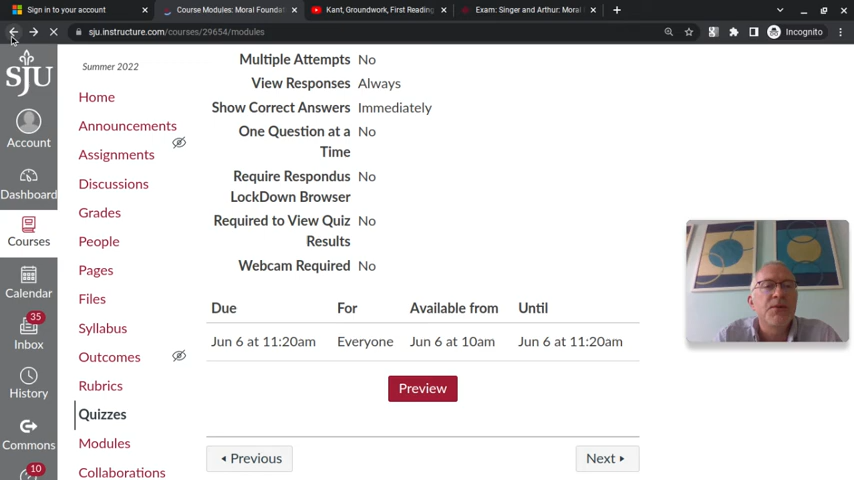 Sign in to your account
Course Modules: Moral Foundat
Kant, Groundwork, First Reading
Exam: Singer and Arthur: Moral
sju.instructure.com/courses/29654/modules
Incognito
SJU
Account
Dashboard
Courses
Calendar
35
Inbox
History
Commons
10
Summer 2022
Home
Announcements
Assignments
Discussions
Grades
People
Pages
Files
Syllabus
Outcomes
Rubrics
Quizzes
Modules
Collaborations
Multiple Attempts No
View Responses Always
Show Correct Answers Immediately
One Question at a No
Time
Require Respondus No
LockDown Browser
Required to View Quiz No
Results
Webcam Required No
Due For Available from Until
Jun 6 at 11:20am Everyone Jun 6 at 10am Jun 6 at 11:20am
Preview
Previous
Next